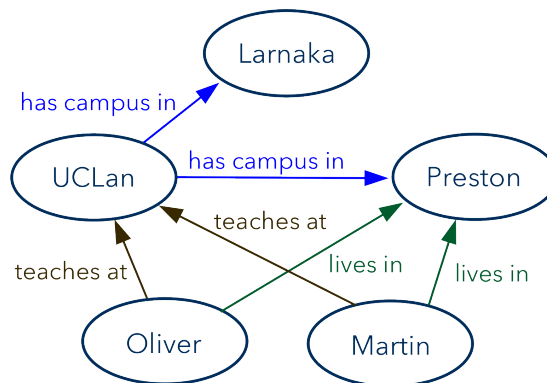 Larnaka
has campus in
has campus in
UCLan
Preston
teaches at
teaches at
lives in
lives in
Oliver
Martin